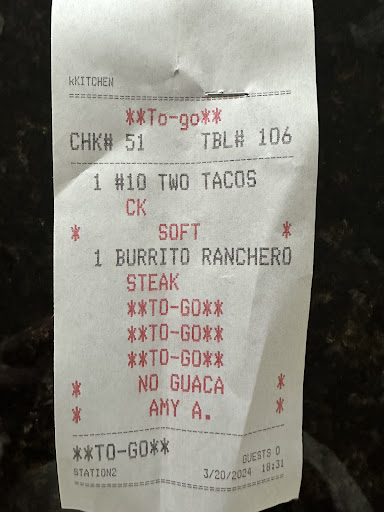 kKITCHEN
**To-go**
CHK# 51 TBL# 106
1 #10 TWO TACOS
CK
* SOFT *
1 BURRITO RANCHERO
STEAK
**TO-GO**
**TO-GO**
**TO-GO**
* NO GUACA *
* AMY A. *
**TO-GO** GUESTS 0
STATION2 3/20/2024 18:31